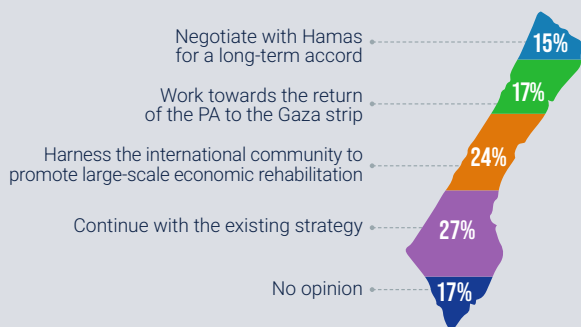 Negotiate with Hamas
for a long-term accord
15%
Work towards the return
of the PA to the Gaza strip
17%
Harness the international community to
promote large-scale economic rehabilitation
24%
Continue with the existing strategy
27%
No opinion
17%